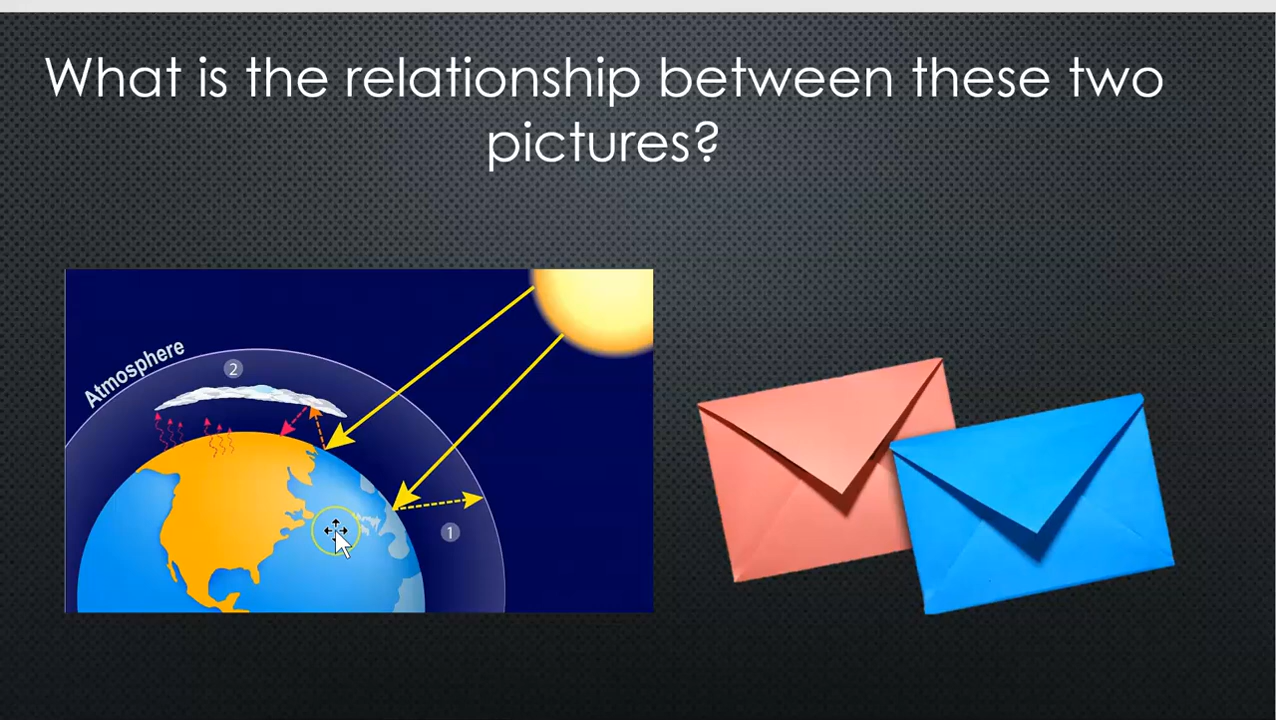 What is the relationship between these two
pictures?
Atmosphere
2
1